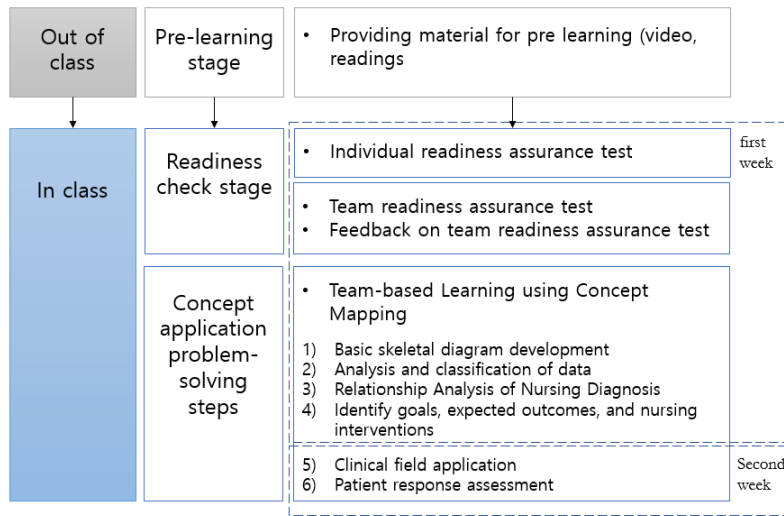 Out of
class
Pre-learning
stage
• Providing material for pre learning (video,
readings
In class
Readiness
check stage
• Individual readiness assurance test
first
week
• Team readiness assurance test
• Feedback on team readiness assurance test
Concept
application
problem-
solving
steps
• Team-based Learning using Concept
Mapping
1) Basic skeletal diagram development
2) Analysis and classification of data
3) Relationship Analysis of Nursing Diagnosis
4) Identify goals, expected outcomes, and nursing
interventions
5) Clinical field application
6) Patient response assessment
Second
week